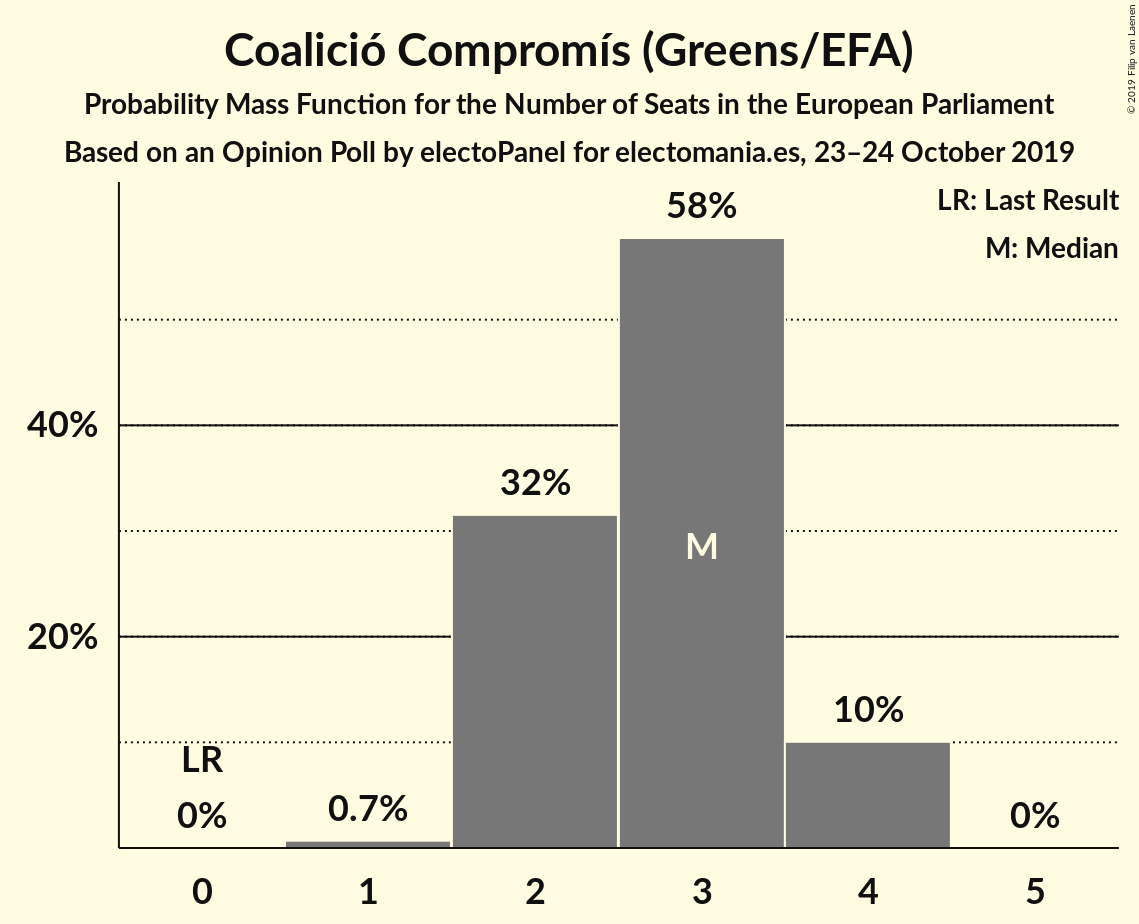 Coalició Compromís (Greens/EFA)
Probability Mass Function for the Number of Seats in the European Parliament
Based on an Opinion Poll by electoPanel for electomania.es, 23–24 October 2019
© 2019 Filip van Laenen
LR: Last Result
M: Median
58%
40%
32%
M
20%
10%
LR
0%
0.7%
0%
0 1 2 3 4 5